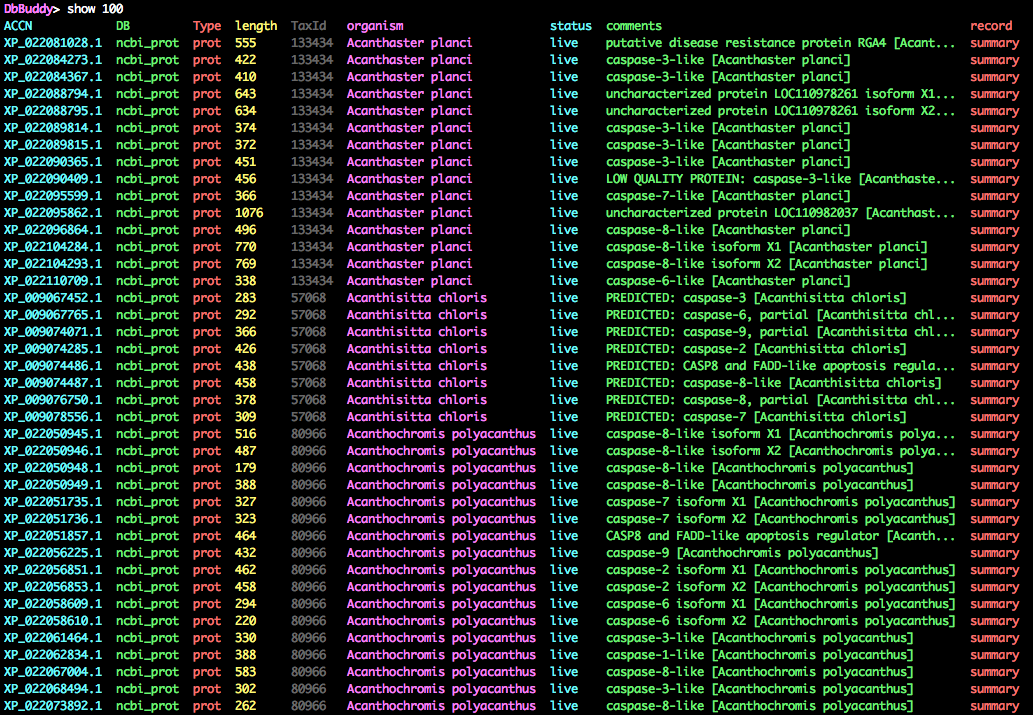 DbBuddy> show 100
ACCN DB Type length TaxId organism status comments record
XP_022081028.1 ncbi_prot prot 555 133434 Acanthaster planci live putative disease resistance protein RGA4 [Acant... summary
XP_022084273.1 ncbi_prot prot 422 133434 Acanthaster planci live caspase-3-like [Acanthaster planci] summary
XP_022084367.1 ncbi_prot prot 410 133434 Acanthaster planci live caspase-3-like [Acanthaster planci] summary
XP_022088794.1 ncbi_prot prot 643 133434 Acanthaster planci live uncharacterized protein LOC110978261 isoform X1... summary
XP_022088795.1 ncbi_prot prot 634 133434 Acanthaster planci live uncharacterized protein LOC110978261 isoform X2... summary
XP_022089814.1 ncbi_prot prot 374 133434 Acanthaster planci live caspase-3-like [Acanthaster planci] summary
XP_022089815.1 ncbi_prot prot 372 133434 Acanthaster planci live caspase-3-like [Acanthaster planci] summary
XP_022090365.1 ncbi_prot prot 451 133434 Acanthaster planci live caspase-3-like [Acanthaster planci] summary
XP_022090409.1 ncbi_prot prot 456 133434 Acanthaster planci live LOW QUALITY PROTEIN: caspase-3-like [Acanthaste... summary
XP_022095599.1 ncbi_prot prot 366 133434 Acanthaster planci live caspase-7-like [Acanthaster planci] summary
XP_022095862.1 ncbi_prot prot 1076 133434 Acanthaster planci live uncharacterized protein LOC110982037 [Acanthast... summary
XP_022096864.1 ncbi_prot prot 496 133434 Acanthaster planci live caspase-8-like [Acanthaster planci] summary
XP_022104284.1 ncbi_prot prot 770 133434 Acanthaster planci live caspase-8-like isoform X1 [Acanthaster planci] summary
XP_022104293.1 ncbi_prot prot 769 133434 Acanthaster planci live caspase-8-like isoform X2 [Acanthaster planci] summary
XP_022110709.1 ncbi_prot prot 338 133434 Acanthaster planci live caspase-6-like [Acanthaster planci] summary
XP_009067452.1 ncbi_prot prot 283 57068 Acanthisitta chloris live PREDICTED: caspase-3 [Acanthisitta chloris] summary
XP_009067765.1 ncbi_prot prot 292 57068 Acanthisitta chloris live PREDICTED: caspase-6, partial [Acanthisitta chl... summary
XP_009074071.1 ncbi_prot prot 366 57068 Acanthisitta chloris live PREDICTED: caspase-9, partial [Acanthisitta chl... summary
XP_009074285.1 ncbi_prot prot 426 57068 Acanthisitta chloris live PREDICTED: caspase-2 [Acanthisitta chloris] summary
XP_009074486.1 ncbi_prot prot 438 57068 Acanthisitta chloris live PREDICTED: CASP8 and FADD-like apoptosis regula... summary
XP_009074487.1 ncbi_prot prot 458 57068 Acanthisitta chloris live PREDICTED: caspase-8-like [Acanthisitta chloris] summary
XP_009076750.1 ncbi_prot prot 378 57068 Acanthisitta chloris live PREDICTED: caspase-8, partial [Acanthisitta chl... summary
XP_009078556.1 ncbi_prot prot 309 57068 Acanthisitta chloris live PREDICTED: caspase-7 [Acanthisitta chloris] summary
XP_022050945.1 ncbi_prot prot 516 80966 Acanthochromis polyacanthus live caspase-8-like isoform X1 [Acanthochromis polya... summary
XP_022050946.1 ncbi_prot prot 487 80966 Acanthochromis polyacanthus live caspase-8-like isoform X2 [Acanthochromis polya... summary
XP_022050948.1 ncbi_prot prot 179 80966 Acanthochromis polyacanthus live caspase-8-like [Acanthochromis polyacanthus] summary
XP_022050949.1 ncbi_prot prot 388 80966 Acanthochromis polyacanthus live caspase-8-like [Acanthochromis polyacanthus] summary
XP_022051735.1 ncbi_prot prot 327 80966 Acanthochromis polyacanthus live caspase-7 isoform X1 [Acanthochromis polyacanthus] summary
XP_022051736.1 ncbi_prot prot 323 80966 Acanthochromis polyacanthus live caspase-7 isoform X2 [Acanthochromis polyacanthus] summary
XP_022051857.1 ncbi_prot prot 464 80966 Acanthochromis polyacanthus live CASP8 and FADD-like apoptosis regulator [Acanth... summary
XP_022056225.1 ncbi_prot prot 432 80966 Acanthochromis polyacanthus live caspase-9 [Acanthochromis polyacanthus] summary
XP_022056851.1 ncbi_prot prot 462 80966 Acanthochromis polyacanthus live caspase-2 isoform X1 [Acanthochromis polyacanthus] summary
XP_022056853.1 ncbi_prot prot 458 80966 Acanthochromis polyacanthus live caspase-2 isoform X2 [Acanthochromis polyacanthus] summary
XP_022058609.1 ncbi_prot prot 294 80966 Acanthochromis polyacanthus live caspase-6 isoform X1 [Acanthochromis polyacanthus] summary
XP_022058610.1 ncbi_prot prot 220 80966 Acanthochromis polyacanthus live caspase-6 isoform X2 [Acanthochromis polyacanthus] summary
XP_022061464.1 ncbi_prot prot 330 80966 Acanthochromis polyacanthus live caspase-3-like [Acanthochromis polyacanthus] summary
XP_022062834.1 ncbi_prot prot 388 80966 Acanthochromis polyacanthus live caspase-1-like [Acanthochromis polyacanthus] summary
XP_022067004.1 ncbi_prot prot 583 80966 Acanthochromis polyacanthus live caspase-8-like [Acanthochromis polyacanthus] summary
XP_022068494.1 ncbi_prot prot 302 80966 Acanthochromis polyacanthus live caspase-3-like [Acanthochromis polyacanthus] summary
XP_022073892.1 ncbi_prot prot 262 80966 Acanthochromis polyacanthus live caspase-8-like [Acanthochromis polyacanthus] summary